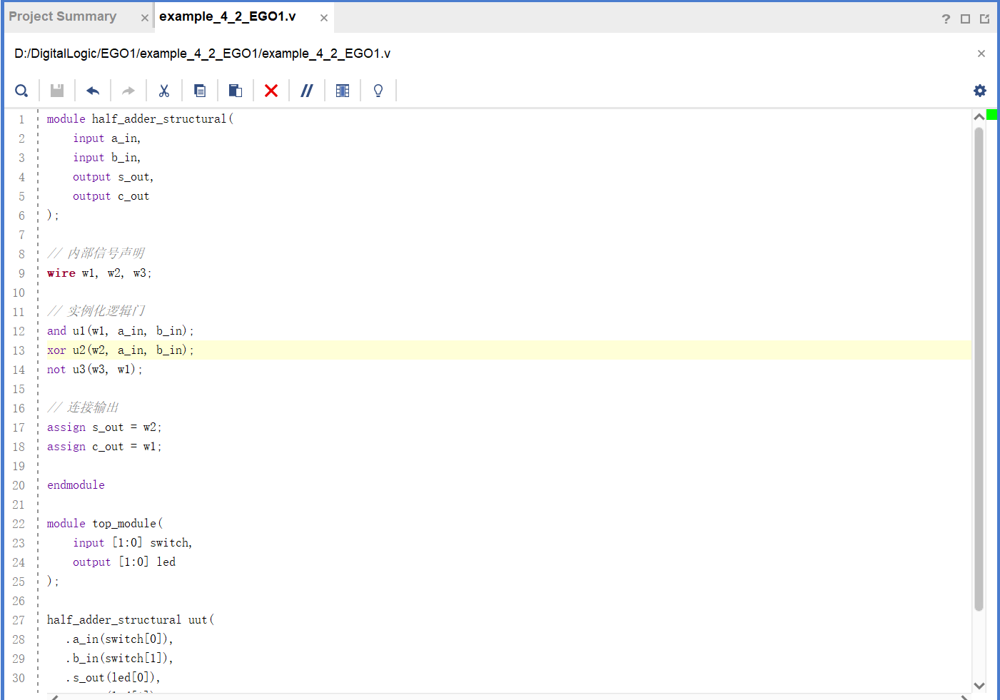 Project Summary × example_4_2_EGO1.v ×
D:/DigitalLogic/EGO1/example_4_2_EGO1/example_4_2_EGO1.v
1 module half_adder_structural(
2 input a_in,
3 input b_in,
4 output s_out,
5 output c_out
6 );
7
8 // 内部信号声明
9 wire w1, w2, w3;
10
11 // 实例化逻辑门
12 and u1(w1, a_in, b_in);
13 xor u2(w2, a_in, b_in);
14 not u3(w3, w1);
15
16 // 连接输出
17 assign s_out = w2;
18 assign c_out = w1;
19
20 endmodule
21
22 module top_module(
23 input [1:0] switch,
24 output [1:0] led
25 );
26
27 half_adder_structural uut(
28 .a_in(switch[0]),
29 .b_in(switch[1]),
30 .s_out(led[0]),